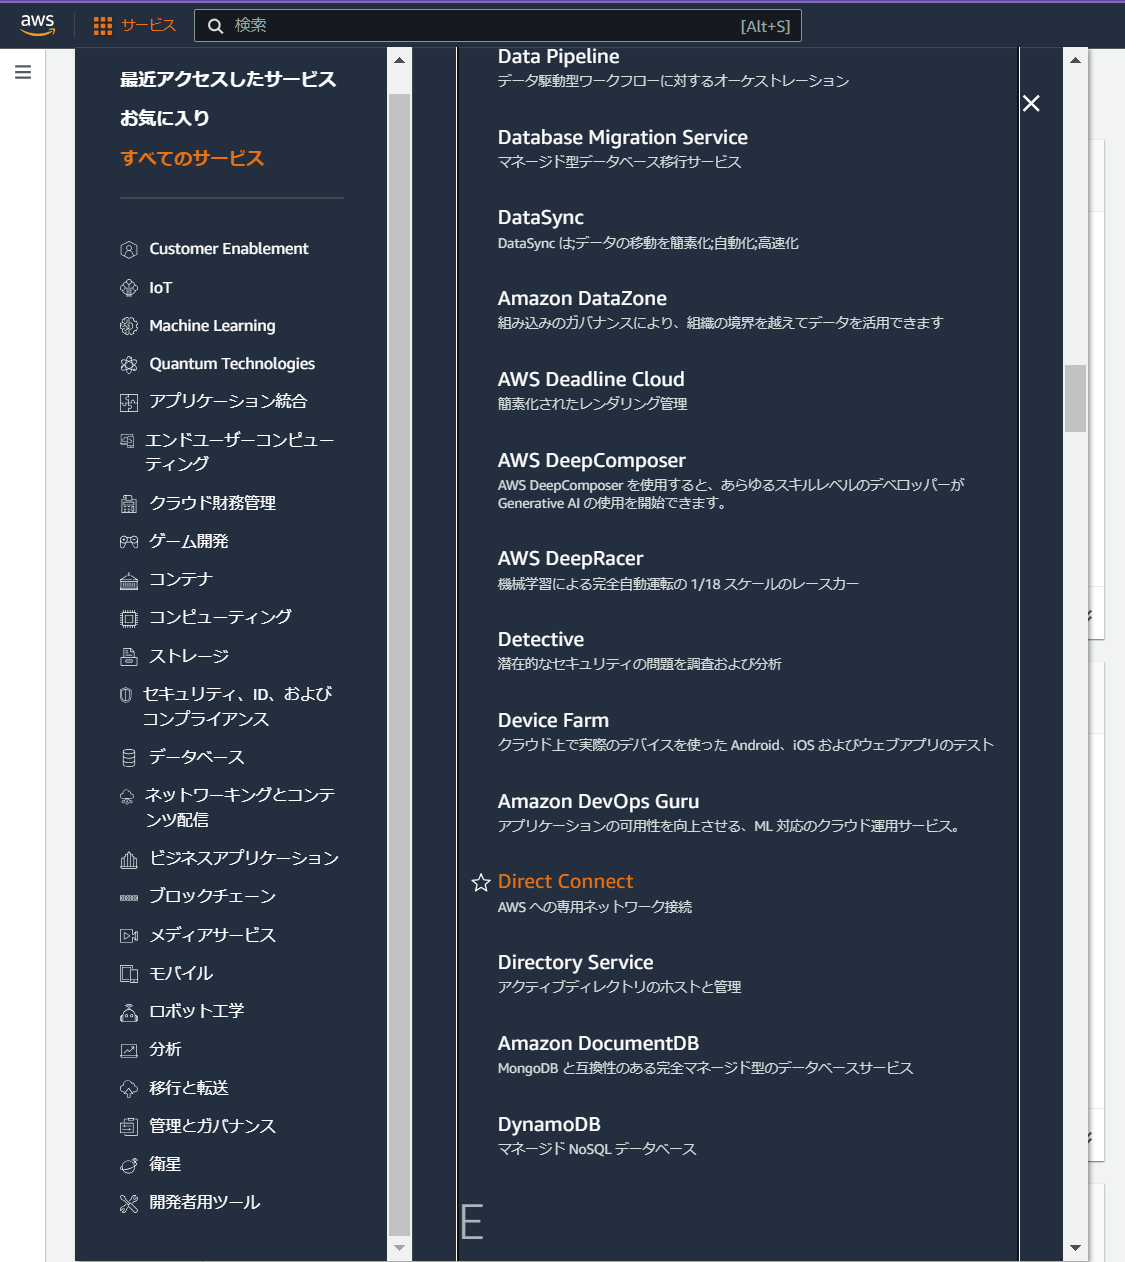 aws
サービス
検索
[Alt+S]
最近アクセスしたサービス
お気に入り
すべてのサービス
Customer Enablement
IoT
Machine Learning
Quantum Technologies
アプリケーション統合
エンドユーザーコンピュー
ティング
クラウド財務管理
ゲーム開発
コンテナ
コンピューティング
ストレージ
セキュリティ、ID、および
コンプライアンス
データベース
ネットワーキングとコンテ
ンツ配信
ビジネスアプリケーション
ブロックチェーン
メディアサービス
モバイル
ロボット工学
分析
移行と転送
管理とガバナンス
衛星
開発者用ツール
Data Pipeline
データ駆動型ワークフローに対するオーケストレーション
Database Migration Service
マネージド型データベース移行サービス
DataSync
DataSync は;データの移動を簡素化;自動化;高速化
Amazon DataZone
組み込みのガバナンスにより、組織の境界を越えてデータを活用できます
AWS Deadline Cloud
簡素化されたレンダリング管理
AWS DeepComposer
AWS DeepComposer を使用すると、あらゆるスキルレベルのデベロッパーが
Generative AI の使用を開始できます。
AWS DeepRacer
機械学習による完全自動運転の 1/18 スケールのレースカー
Detective
潜在的なセキュリティの問題を調査および分析
Device Farm
クラウド上で実際のデバイスを使った Android、iOS およびウェブアプリのテスト
Amazon DevOps Guru
アプリケーションの可用性を向上させる、ML 対応のクラウド運用サービス。
Direct Connect
AWS への専用ネットワーク接続
Directory Service
アクティブディレクトリのホストと管理
Amazon DocumentDB
MongoDB と互換性のある完全マネージド型のデータベースサービス
DynamoDB
マネージド NoSQL データベース
E